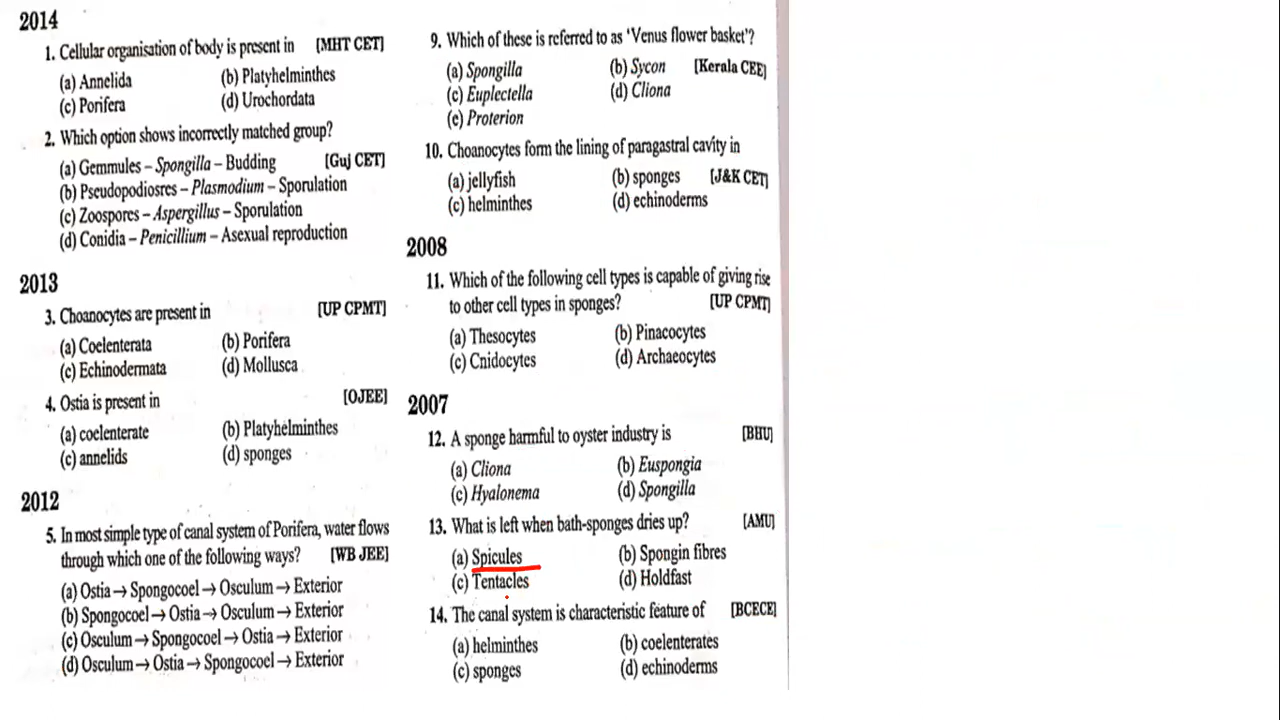 2014
1. Cellular organisation of body is present in [MHT CET]
(a) Annelida (b) Platyhelminthes
(c) Porifera (d) Urochordata
2. Which option shows incorrectly matched group?
(a) Gemmules – Spongilla – Budding [Guj CET]
(b) Pseudopodiosres – Plasmodium – Sporulation
(c) Zoospores – Aspergillus – Sporulation
(d) Conidia – Penicillium – Asexual reproduction
2013
3. Choanocytes are present in [UP CPMT]
(a) Coelenterata (b) Porifera
(c) Echinodermata (d) Mollusca
4. Ostia is present in [OJEE]
(a) coelenterate (b) Platyhelminthes
(c) annelids (d) sponges
2012
5. In most simple type of canal system of Porifera, water flows
through which one of the following ways? [WB JEE]
(a) Ostia → Spongocoel → Osculum → Exterior
(b) Spongocoel → Ostia → Osculum → Exterior
(c) Osculum → Spongocoel → Ostia → Exterior
(d) Osculum → Ostia → Spongocoel → Exterior
9. Which of these is referred to as 'Venus flower basket'?
(a) Spongilla (b) Sycon [Kerala CEE]
(c) Euplectella (d) Cliona
(e) Proterion
10. Choanocytes form the lining of paragastral cavity in
(a) jellyfish (b) sponges [J&K CET]
(c) helminthes (d) echinoderms
2008
11. Which of the following cell types is capable of giving rise
to other cell types in sponges? [UP CPMT]
(a) Thesocytes (b) Pinacocytes
(c) Cnidocytes (d) Archaeocytes
2007
12. A sponge harmful to oyster industry is [BHU]
(a) Cliona (b) Euspongia
(c) Hyalonema (d) Spongilla
13. What is left when bath-sponges dries up? [AMU]
(a) Spicules (b) Spongin fibres
(c) Tentacles (d) Holdfast
14. The canal system is characteristic feature of [BCECE]
(a) helminthes (b) coelenterates
(c) sponges (d) echinoderms